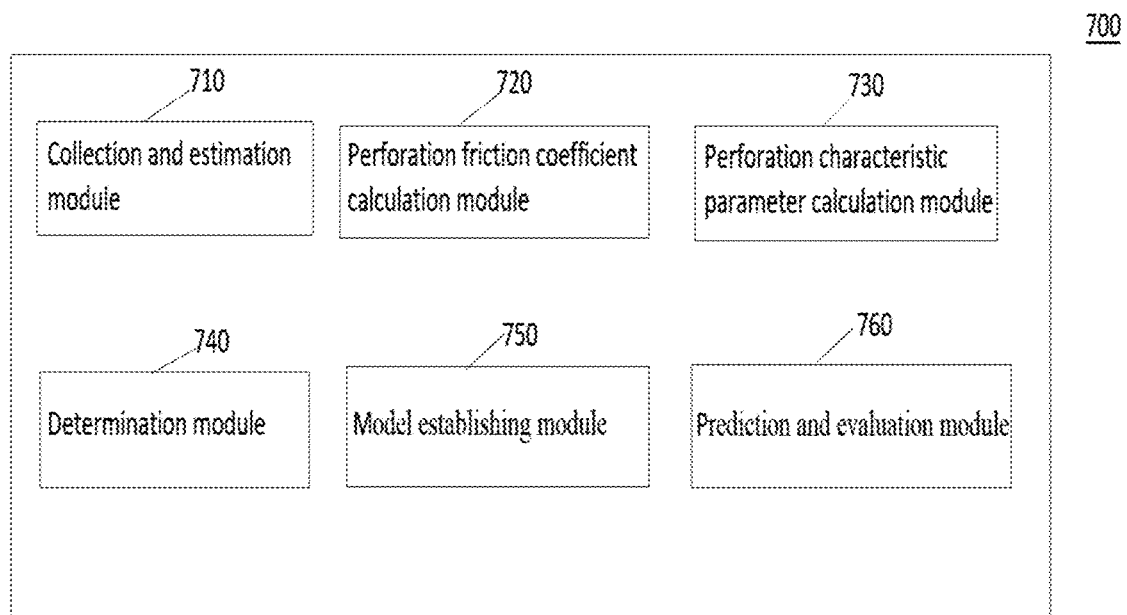 700
710
720
730
Collection and estimation
module
Perforation friction coefficient
calculation module
Perforation characteristic
parameter calculation module
740
750
760
Determination module
Model establishing module
Prediction and evaluation module